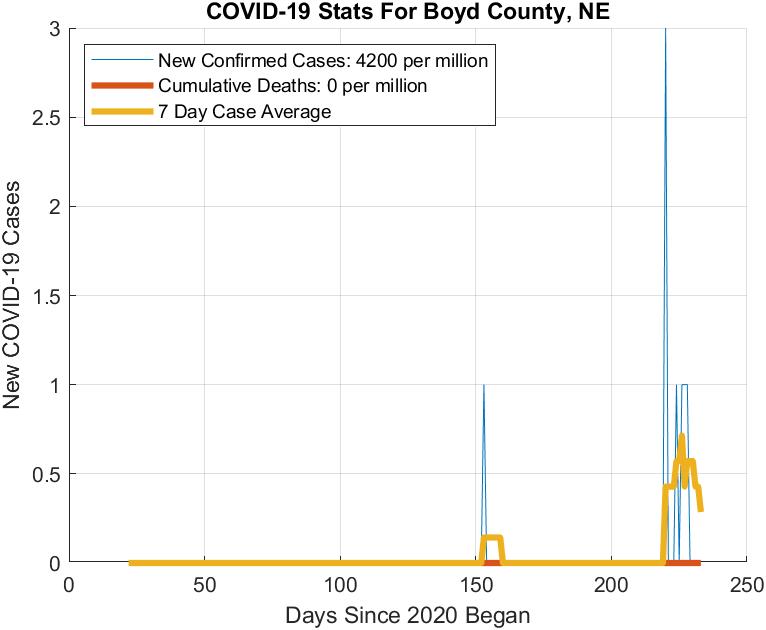 COVID-19 Stats For Boyd County, NE
New Confirmed Cases: 4200 per million
Cumulative Deaths: 0 per million
7 Day Case Average
New COVID-19 Cases
3
2.5
2
1.5
1
0.5
0
0 50 100 150 200 250
Days Since 2020 Began